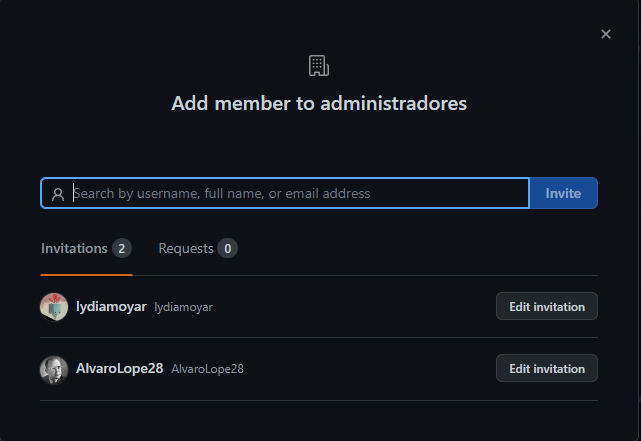 Add member to administradores
Search by username, full name, or email address Invite
Invitations 2 Requests 0
lydiamoyar lydiamoyar Edit invitation
AlvaroLope28 AlvaroLope28 Edit invitation